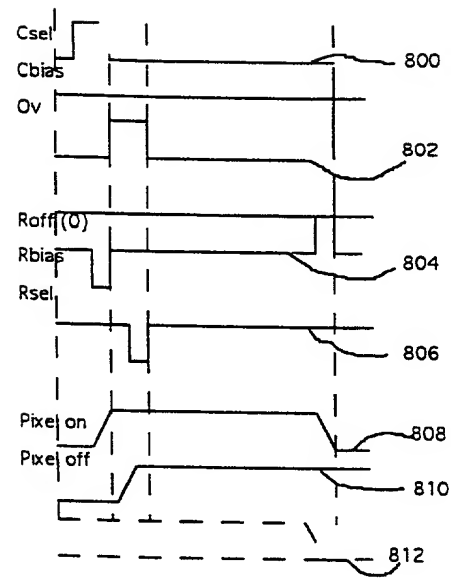 Csel
Cbias
800
Ov
802
Roff(0)
Rbias
804
Rsel
806
Pixel on
808
Pixel off
810
812